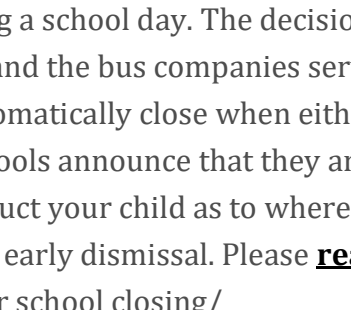 g a school day. The decisio
and the bus companies ser
omatically close when eith
ools announce that they a
uct your child as to where
early dismissal. Please re
r school closing/